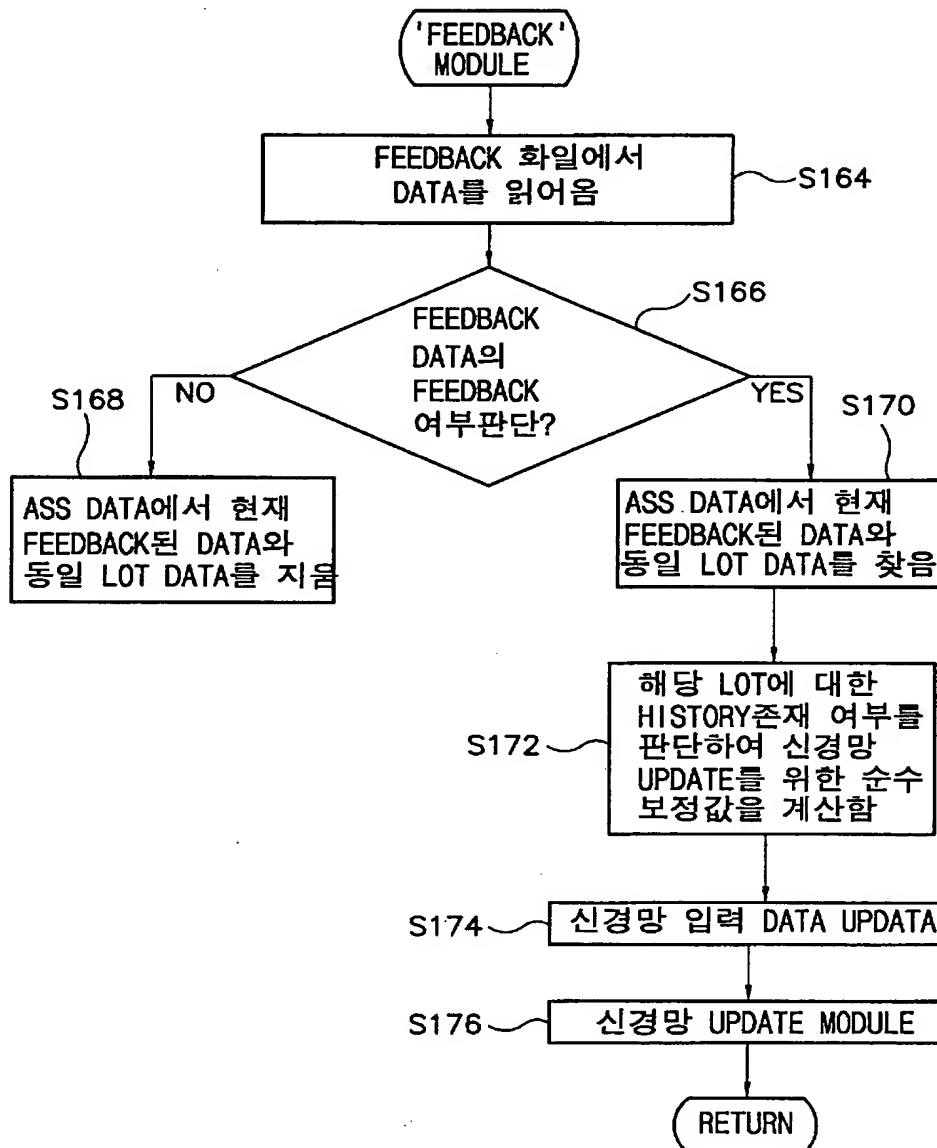 'FEEDBACK'
MODULE
FEEDBACK 화일에서
DATA를 읽어옴
S164
S166
FEEDBACK
DATA의
FEEDBACK
여부판단?
NO
YES
S168
S170
ASS DATA에서 현재
FEEDBACK된 DATA와
동일 LOT DATA를 지움
ASS DATA에서 현재
FEEDBACK된 DATA와
동일 LOT DATA를 찾음
S172
해당 LOT에 대한
HISTORY존재 여부를
판단하여 신경망
UPDATE를 위한 순수
보정값을 계산함
S174
신경망 입력 DATA UPDATA
S176
신경망 UPDATE MODULE
RETURN